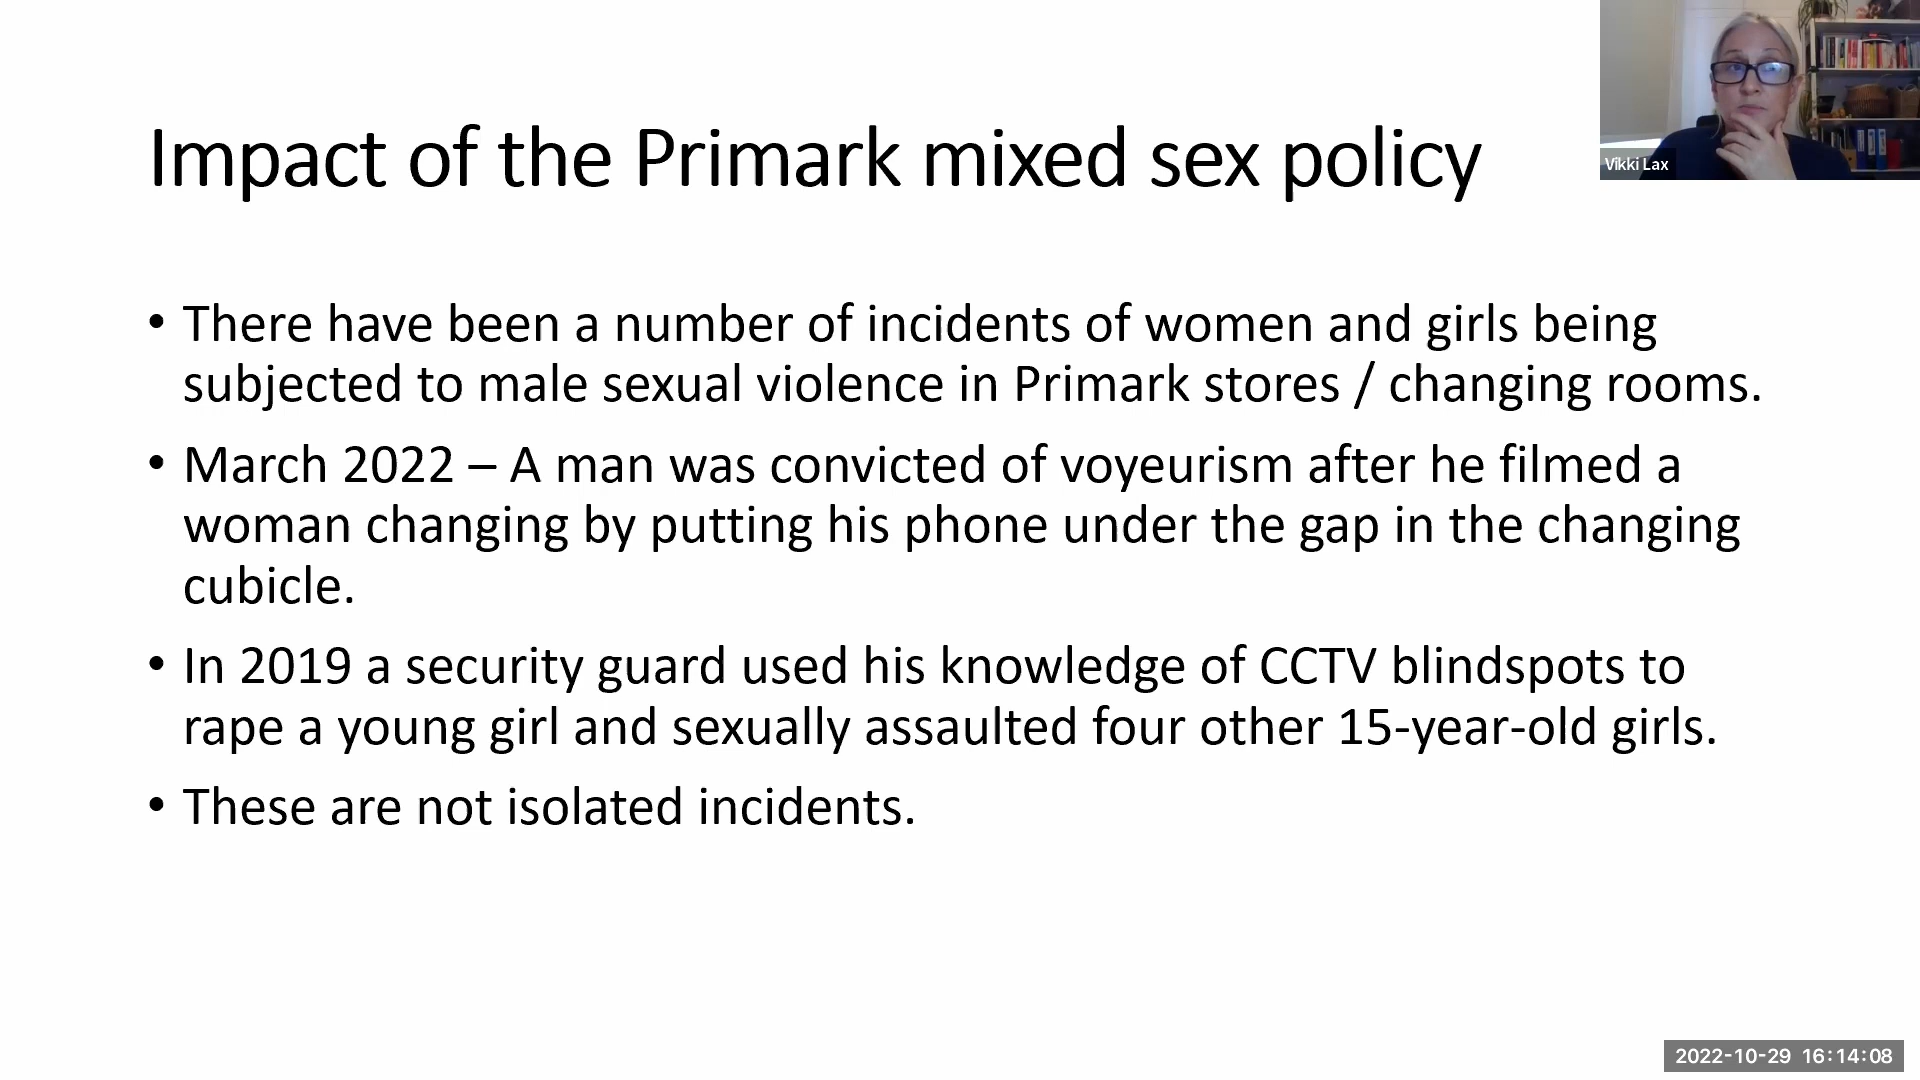 Vikki Lax
Impact of the Primark mixed sex policy
• There have been a number of incidents of women and girls being
subjected to male sexual violence in Primark stores / changing rooms.
• March 2022 – A man was convicted of voyeurism after he filmed a
woman changing by putting his phone under the gap in the changing
cubicle.
• In 2019 a security guard used his knowledge of CCTV blindspots to
rape a young girl and sexually assaulted four other 15-year-old girls.
• These are not isolated incidents.
2022-10-29 16:14:08